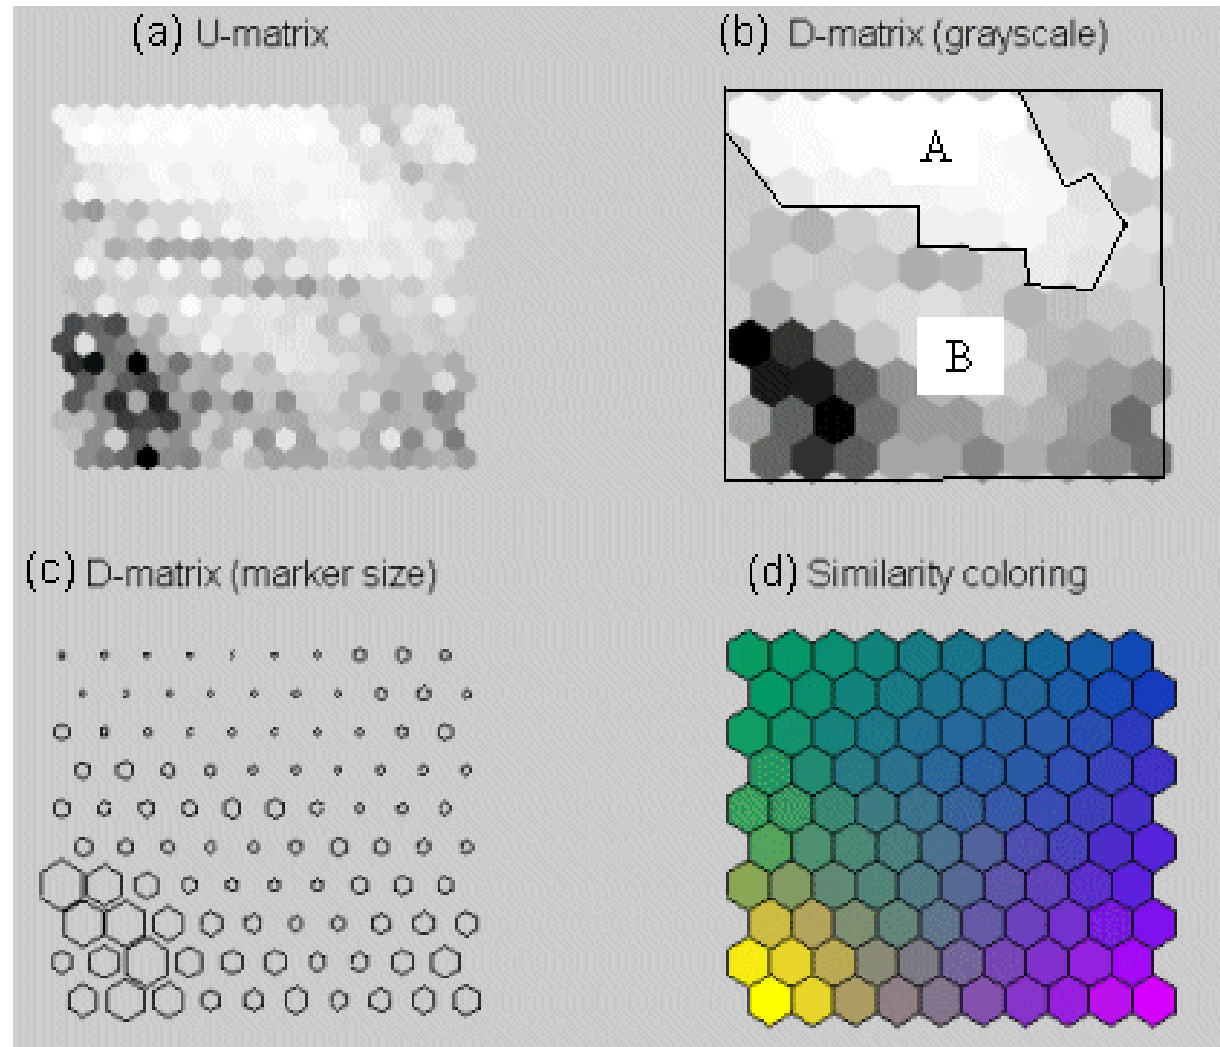 (a) U-matrix
(b) D-matrix (grayscale)
A
B
(c) D-matrix (marker size)
(d) Similarity coloring